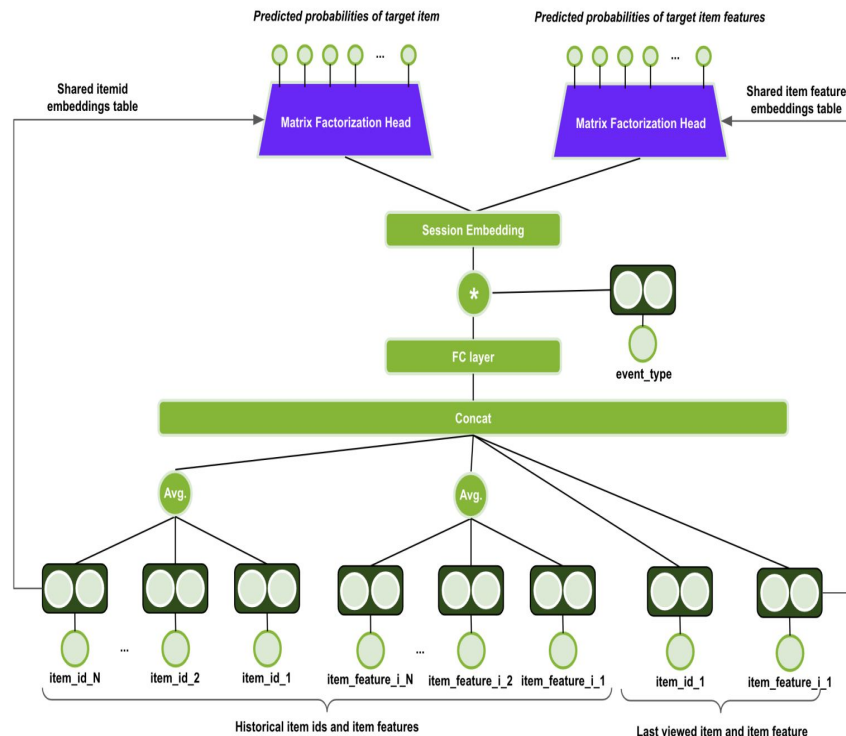 Predicted probabilities of target item
Predicted probabilities of target item features
...
...
Shared itemid
embeddings table
Shared item feature
embeddings table
Matrix Factorization Head
Matrix Factorization Head
Session Embedding
*
FC layer
event_type
Concat
Avg.
Avg.
item_id_N
...
item_id_2
item_id_1
item_feature_i_N
...
item_feature_i_2
item_feature_i_1
item_id_1
item_feature_i_1
Historical item ids and item features
Last viewed item and item feature